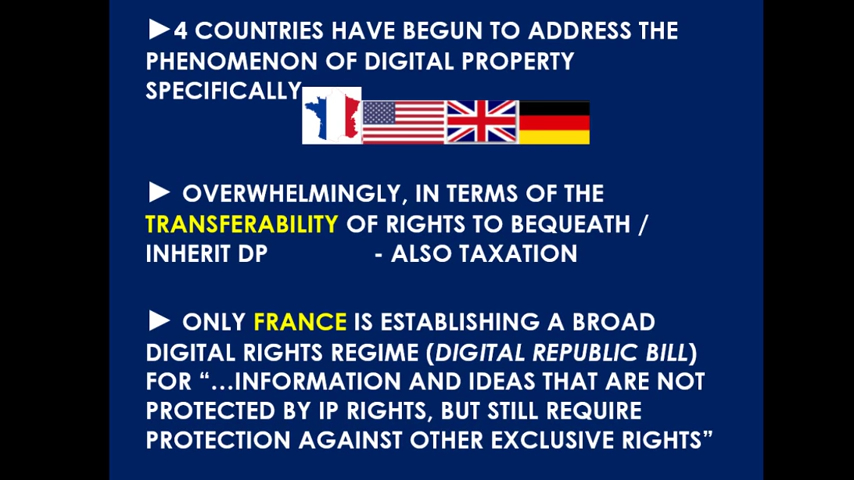 ►4 COUNTRIES HAVE BEGUN TO ADDRESS THE
PHENOMENON OF DIGITAL PROPERTY
SPECIFICALLY
► OVERWHELMINGLY, IN TERMS OF THE
TRANSFERABILITY OF RIGHTS TO BEQUEATH /
INHERIT DP - ALSO TAXATION
► ONLY FRANCE IS ESTABLISHING A BROAD
DIGITAL RIGHTS REGIME (DIGITAL REPUBLIC BILL)
FOR “…INFORMATION AND IDEAS THAT ARE NOT
PROTECTED BY IP RIGHTS, BUT STILL REQUIRE
PROTECTION AGAINST OTHER EXCLUSIVE RIGHTS”